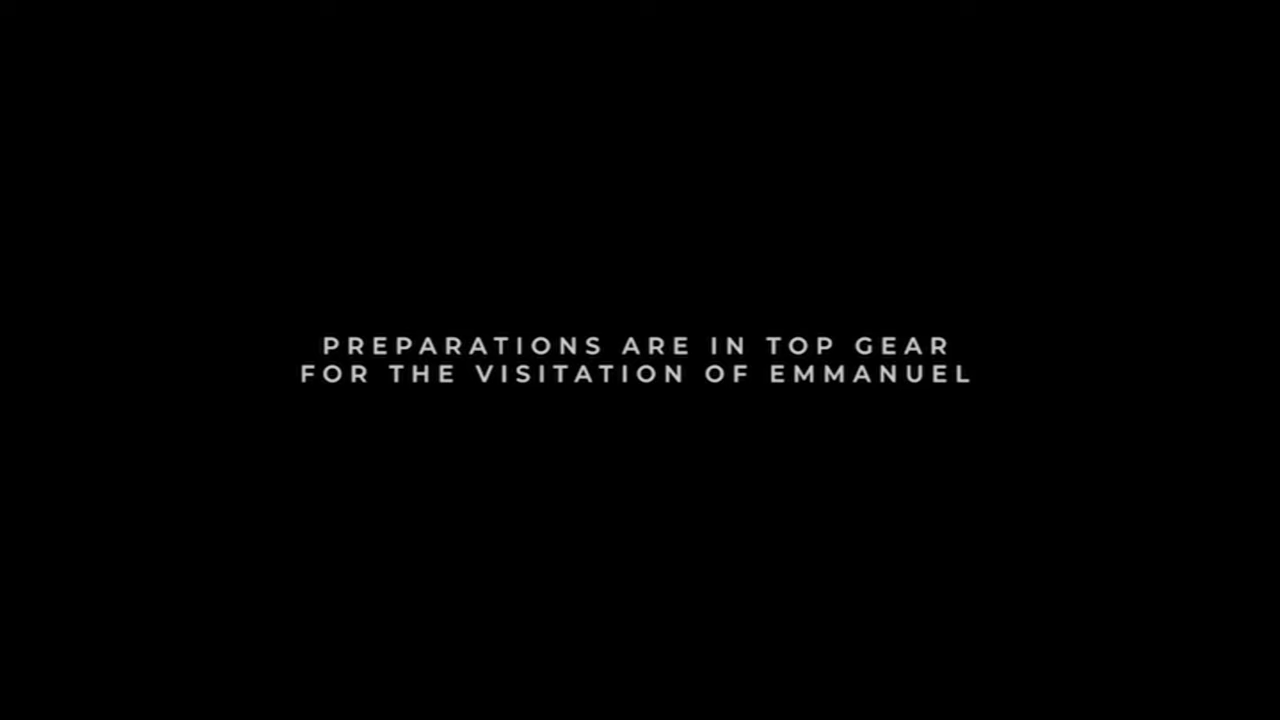 PREPARATIONS ARE IN TOP GEAR
FOR THE VISITATION OF EMMANUEL